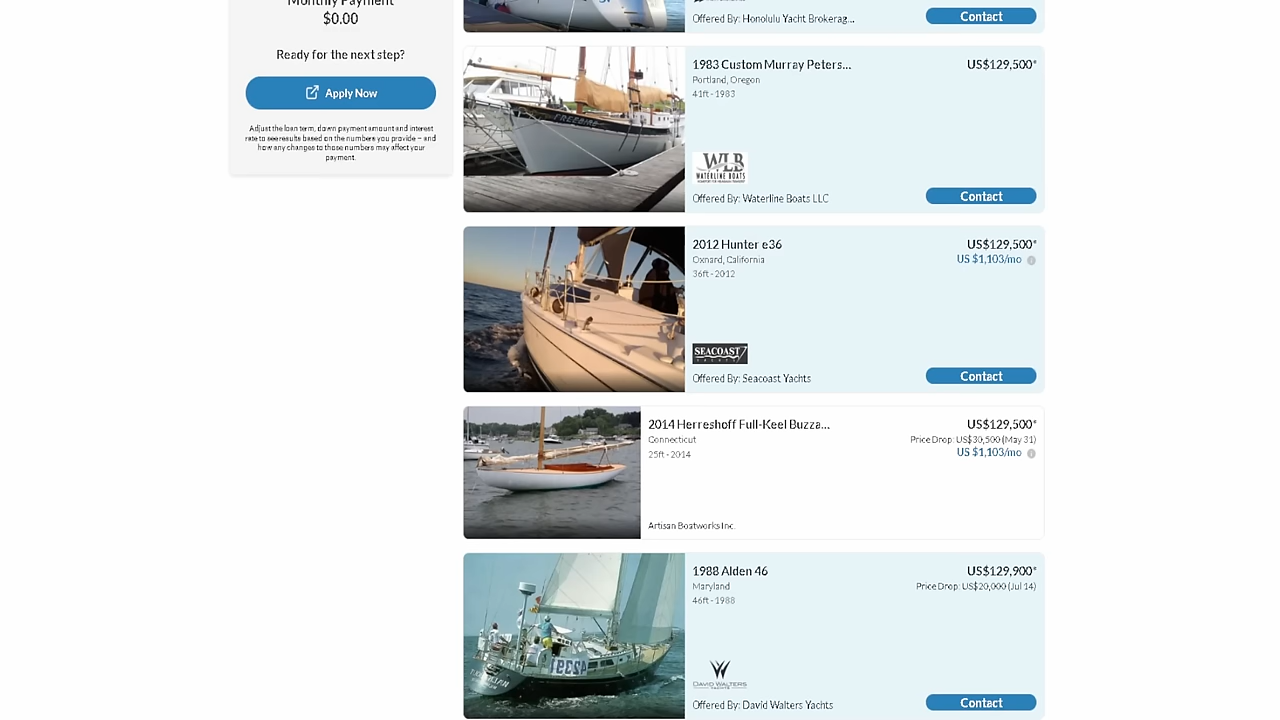 Monthly Payment
$0.00
Ready for the next step?
Apply Now
Adjust the loan term, down payment amount and interest
rate to see results based on the numbers you provide – and
how any changes to those numbers may affect your
payment.
Offered By: Honolulu Yacht Brokerag...
Contact
1983 Custom Murray Peters...
US$129,500*
Portland, Oregon
41ft - 1983
FREEBIRD
WLB
WATERLINE BOATS
Offered By: Waterline Boats LLC
Contact
2012 Hunter e36
US$129,500*
Oxnard, California
US $1,103/mo
36ft - 2012
SEACOAST
YACHTS
Offered By: Seacoast Yachts
Contact
2014 Herreshoff Full-Keel Buzza...
US$129,500*
Connecticut
Price Drop: US$30,500 (May 31)
25ft - 2014
US $1,103/mo
Artisan Boatworks Inc.
1988 Alden 46
US$129,900*
Maryland
Price Drop: US$20,000 (Jul 14)
46ft - 1988
DAVID WALTERS
YACHTS
Offered By: David Walters Yachts
Contact